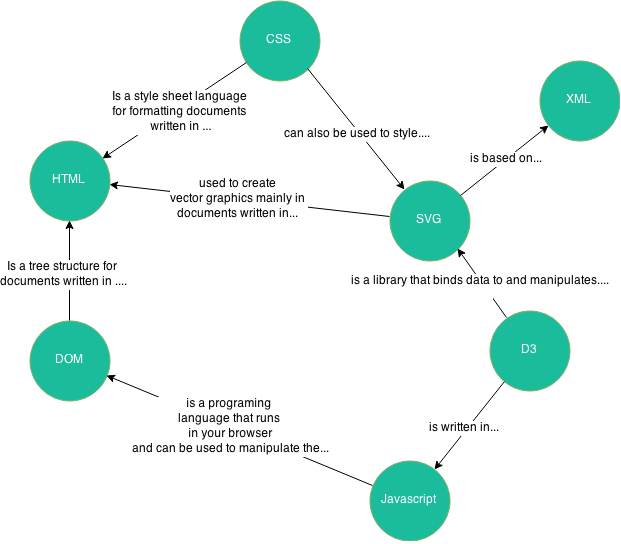 CSS
Is a style sheet language
for formatting documents
written in ...
XML
can also be used to style....
is based on...
HTML
used to create
vector graphics mainly in
documents written in...
SVG
Is a tree structure for
documents written in ....
is a library that binds data to and manipulates....
DOM
D3
is a programing
language that runs
in your browser
and can be used to manipulate the...
is written in...
Javascript